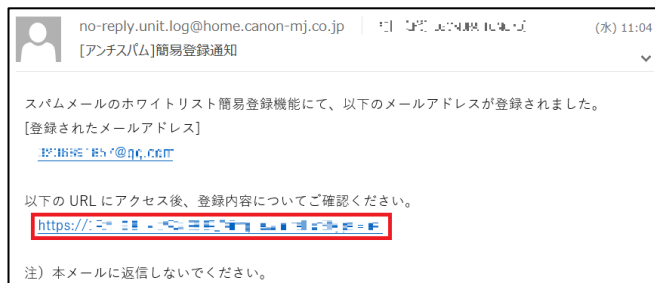 no-reply.unit.log@home.canon-mj.co.jp (水) 11:04
[アンチスパム]簡易登録通知
スパムメールのホワイトリスト簡易登録機能にて、以下のメールアドレスが登録されました。
[登録されたメールアドレス]
@qq.com
以下の URL にアクセス後、登録内容についてご確認ください。
https://
注）本メールに返信しないでください。